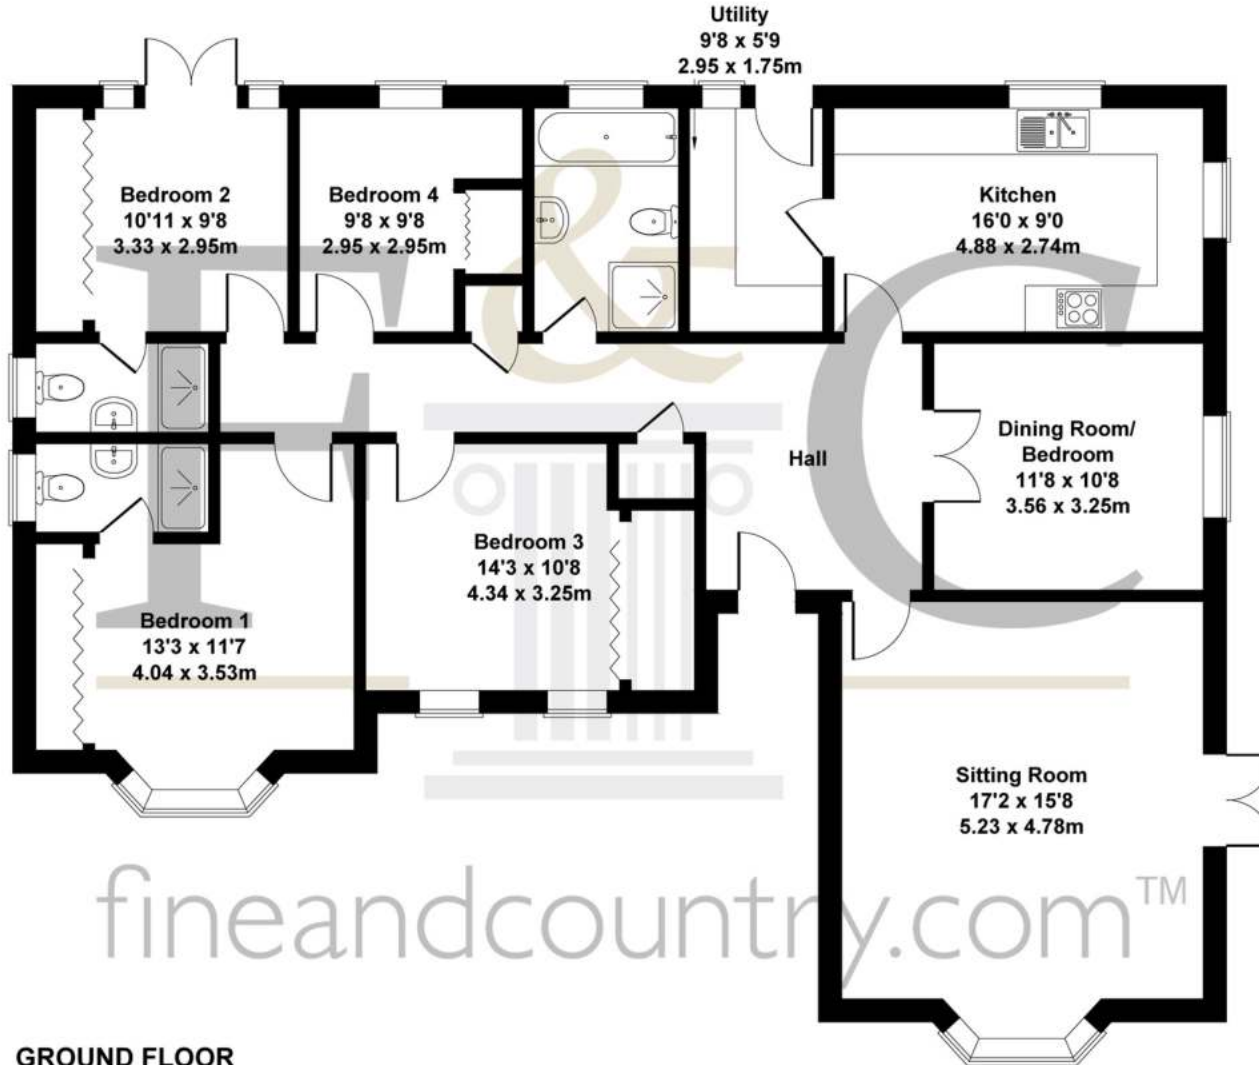 Utility
9'8 x 5'9
2.95 x 1.75m
Bedroom 2
10'11 x 9'8
3.33 x 2.95m
Bedroom 4
9'8 x 9'8
2.95 x 2.95m
Kitchen
16'0 x 9'0
4.88 x 2.74m
Dining Room/
Bedroom
11'8 x 10'8
3.56 x 3.25m
Hall
Bedroom 3
14'3 x 10'8
4.34 x 3.25m
Bedroom 1
13'3 x 11'7
4.04 x 3.53m
Sitting Room
17'2 x 15'8
5.23 x 4.78m
F&C
fineandcountry.com™
GROUND FLOOR